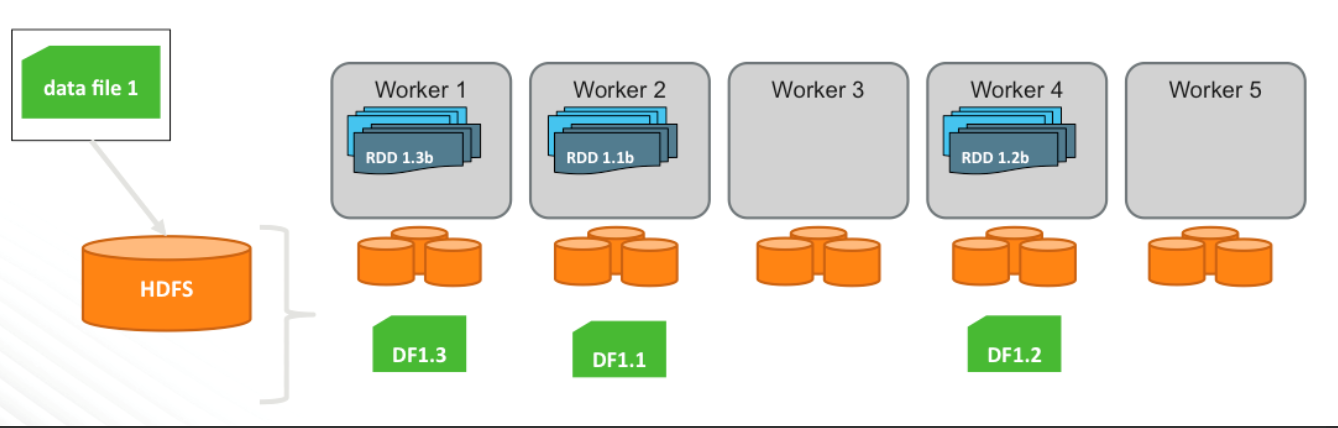 data file 1
Worker 1
Worker 2
Worker 3
Worker 4
Worker 5
RDD 1.3b
RDD 1.1b
RDD 1.2b
HDFS
DF1.3
DF1.1
DF1.2